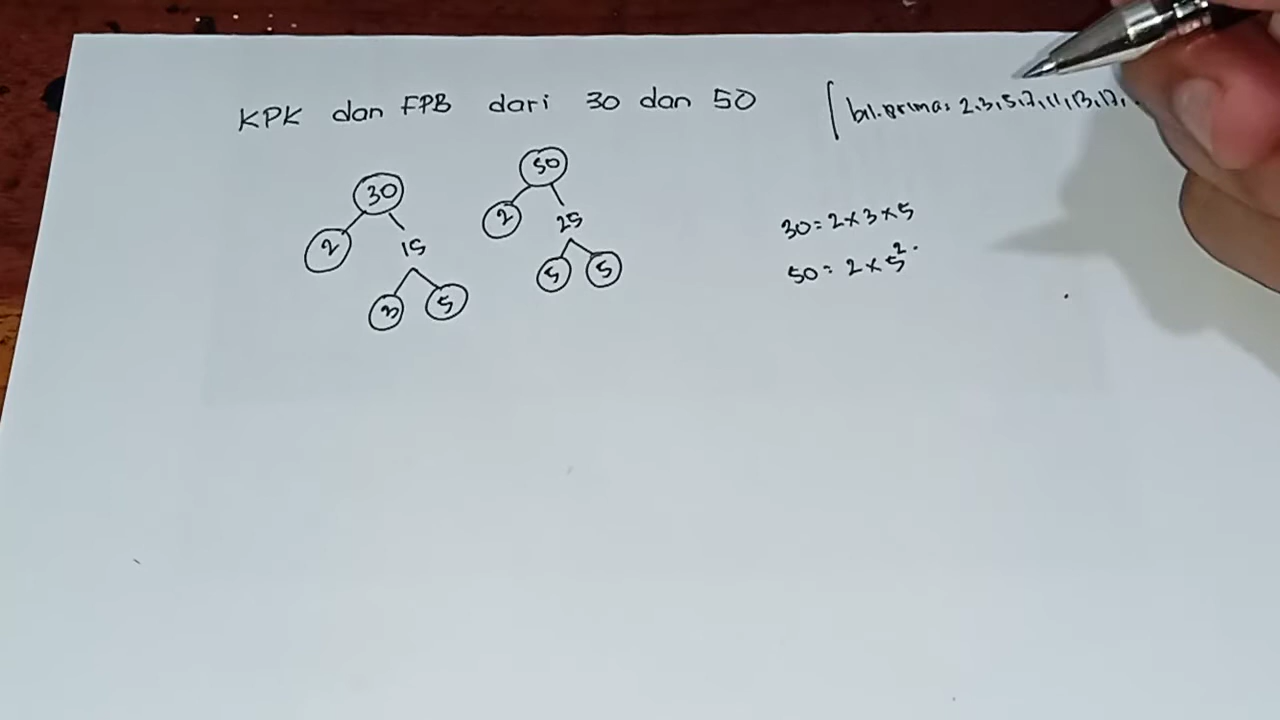 KPK dan FPB dari 30 dan 50
bil.prima: 2,3,5,7,11,13,17,
30
2 15
3 5
50
2 25
5 5
30 = 2 x 3 x 5
50 = 2 x 5².